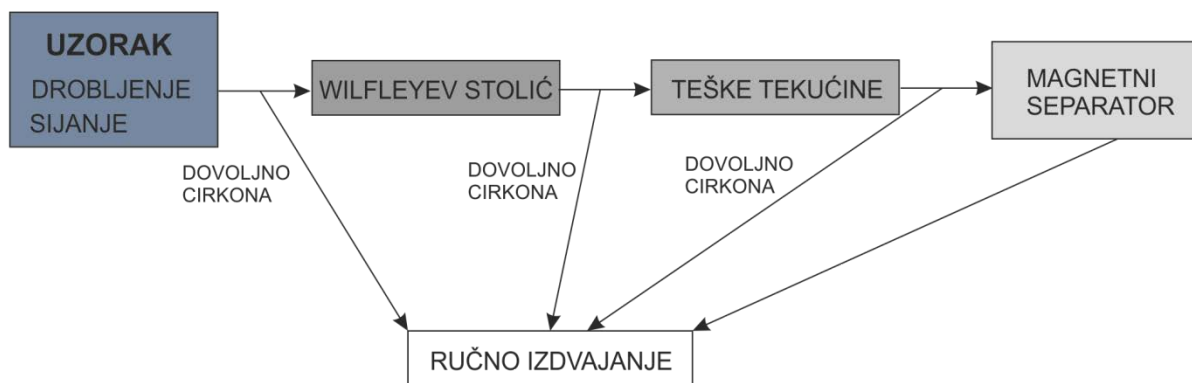 UZORAK
DROBLJENJE
SIJANJE
WILFLEYEV STOLIĆ
TEŠKE TEKUĆINE
MAGNETNI
SEPARATOR
DOVOLJNO
CIRKONA
DOVOLJNO
CIRKONA
DOVOLJNO
CIRKONA
RUČNO IZDVAJANJE